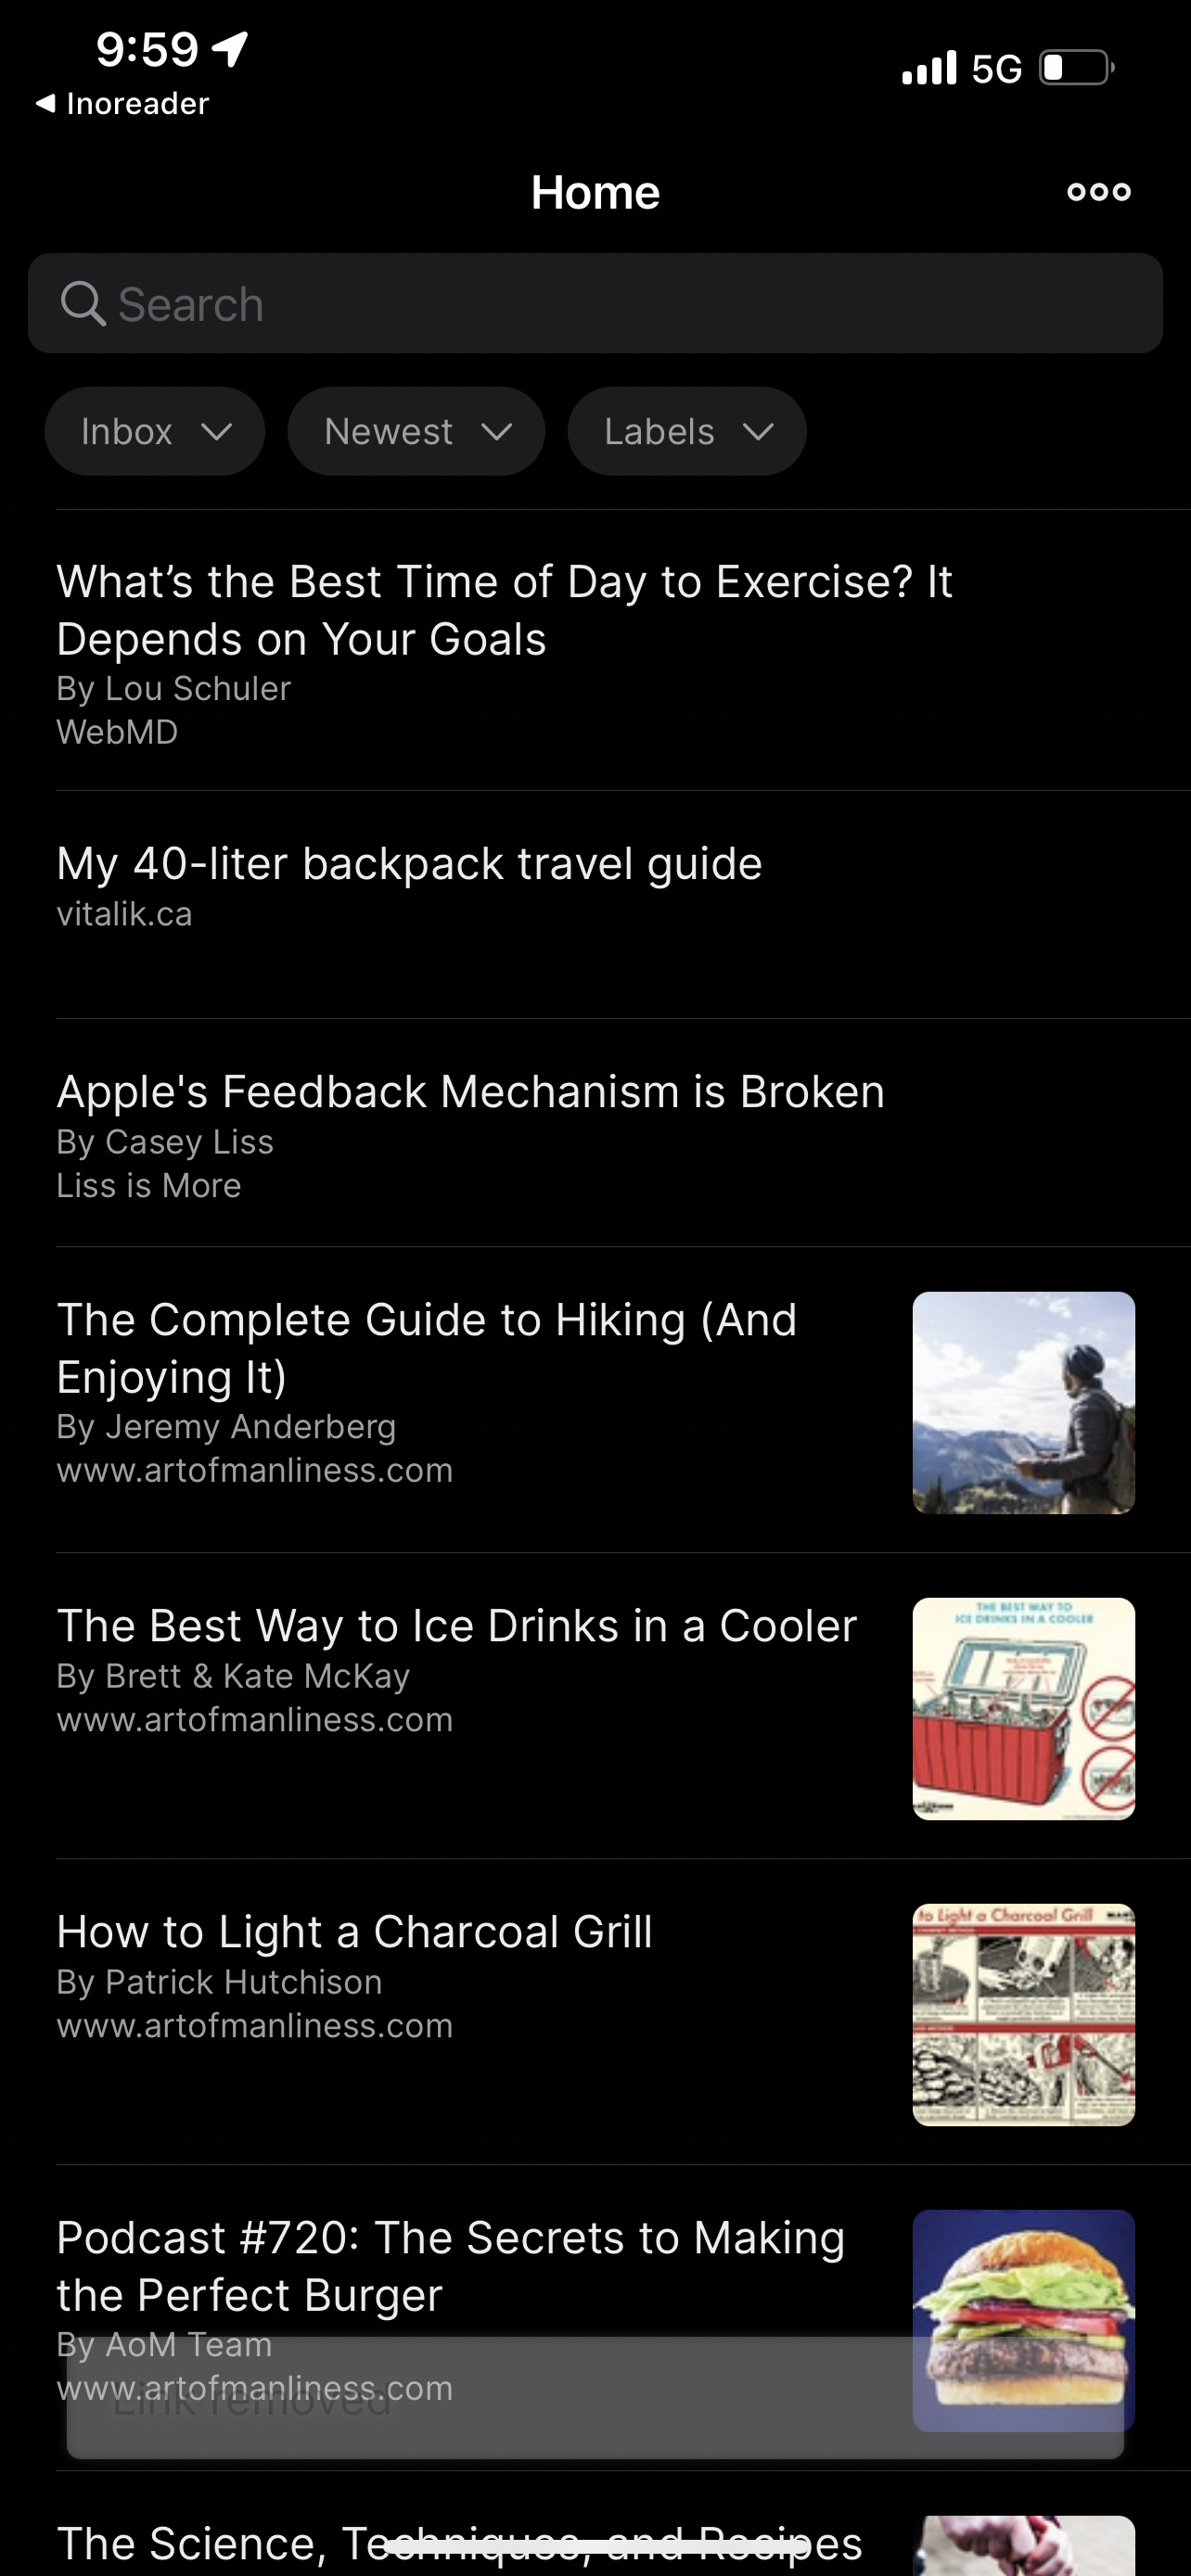 9:59
5G
Inoreader
Home
Search
Inbox
Newest
Labels
What’s the Best Time of Day to Exercise? It
Depends on Your Goals
By Lou Schuler
WebMD
My 40-liter backpack travel guide
vitalik.ca
Apple's Feedback Mechanism is Broken
By Casey Liss
Liss is More
The Complete Guide to Hiking (And
Enjoying It)
By Jeremy Anderberg
www.artofmanliness.com
The Best Way to Ice Drinks in a Cooler
By Brett & Kate McKay
www.artofmanliness.com
THE BEST WAY TO
ICE DRINKS IN A COOLER
How to Light a Charcoal Grill
By Patrick Hutchison
www.artofmanliness.com
to Light a Charcoal Grill
Podcast #720: The Secrets to Making
the Perfect Burger
By AoM Team
www.artofmanliness.com
Link removed
The Science, Techniques, and Recipes